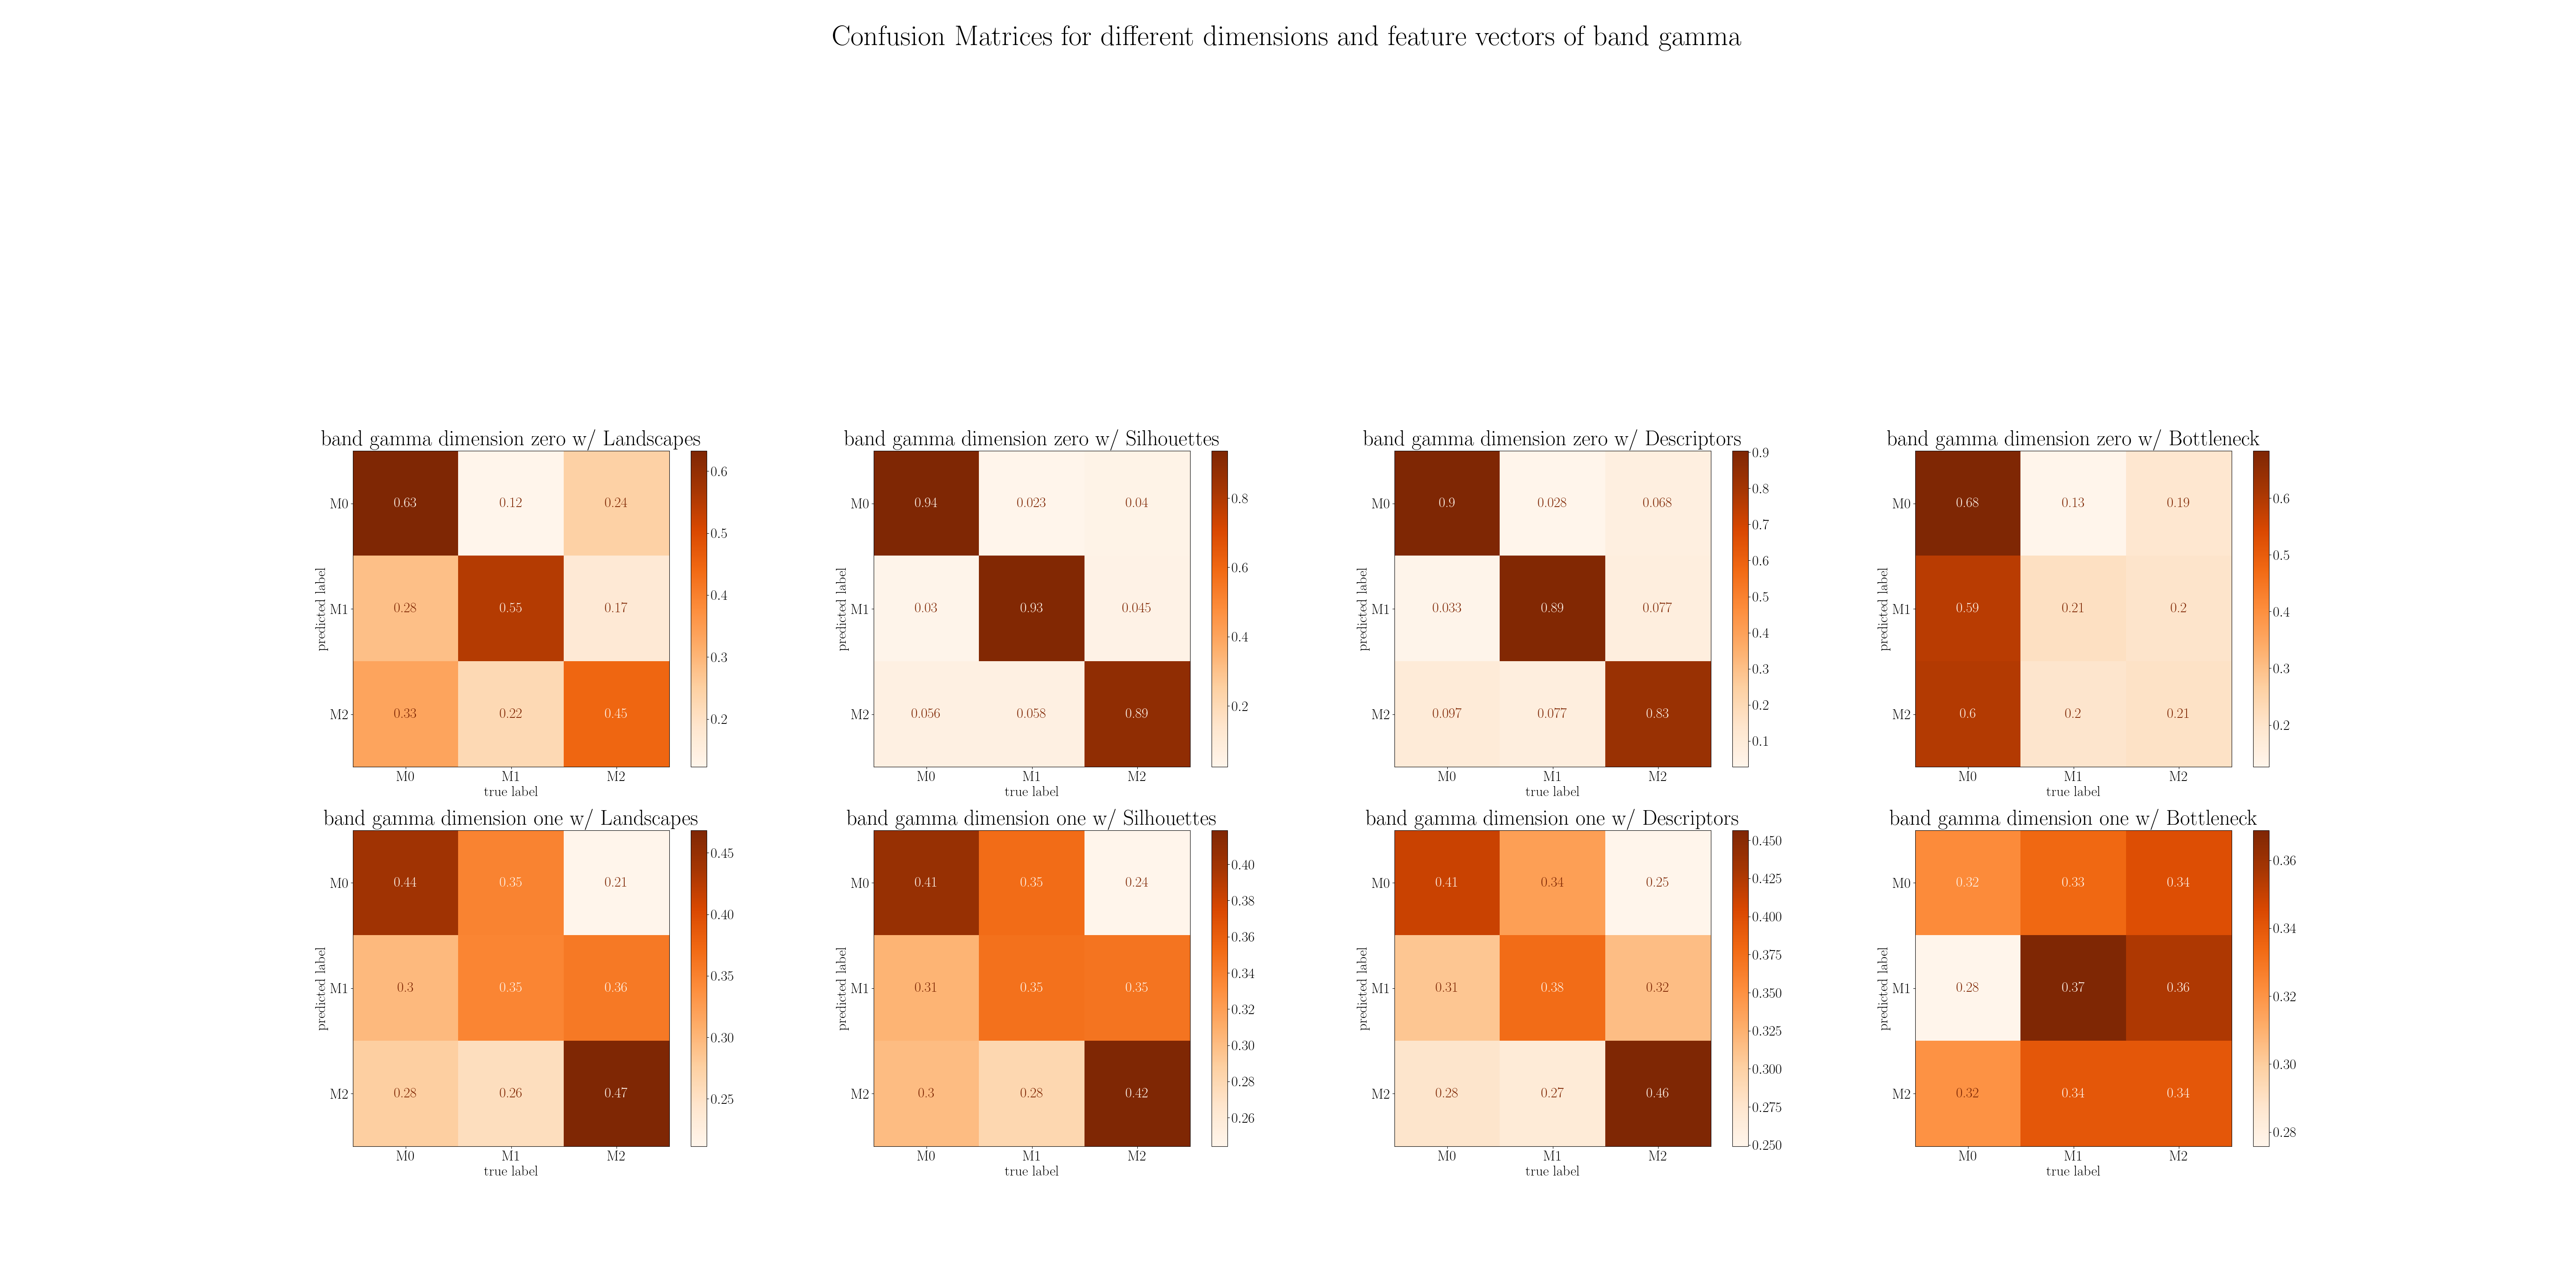 Confusion Matrices for different dimensions and feature vectors of band gamma
band gamma dimension zero w/ Landscapes
predicted label
M0 0.63 0.12 0.24
M1 0.28 0.55 0.17
M2 0.33 0.22 0.45
M0 M1 M2
true label
0.6
0.5
0.4
0.3
0.2
band gamma dimension zero w/ Silhouettes
predicted label
M0 0.94 0.023 0.04
M1 0.03 0.93 0.045
M2 0.056 0.058 0.89
M0 M1 M2
true label
0.8
0.6
0.4
0.2
band gamma dimension zero w/ Descriptors
predicted label
M0 0.9 0.028 0.068
M1 0.033 0.89 0.077
M2 0.097 0.077 0.83
M0 M1 M2
true label
0.9
0.8
0.7
0.6
0.5
0.4
0.3
0.2
0.1
band gamma dimension zero w/ Bottleneck
predicted label
M0 0.68 0.13 0.19
M1 0.59 0.21 0.2
M2 0.6 0.2 0.21
M0 M1 M2
true label
0.6
0.5
0.4
0.3
0.2
band gamma dimension one w/ Landscapes
predicted label
M0 0.44 0.35 0.21
M1 0.3 0.35 0.36
M2 0.28 0.26 0.47
M0 M1 M2
true label
0.45
0.40
0.35
0.30
0.25
band gamma dimension one w/ Silhouettes
predicted label
M0 0.41 0.35 0.24
M1 0.31 0.35 0.35
M2 0.3 0.28 0.42
M0 M1 M2
true label
0.40
0.38
0.36
0.34
0.32
0.30
0.28
0.26
band gamma dimension one w/ Descriptors
predicted label
M0 0.41 0.34 0.25
M1 0.31 0.38 0.32
M2 0.28 0.27 0.46
M0 M1 M2
true label
0.450
0.425
0.400
0.375
0.350
0.325
0.300
0.275
0.250
band gamma dimension one w/ Bottleneck
predicted label
M0 0.32 0.33 0.34
M1 0.28 0.37 0.36
M2 0.32 0.34 0.34
M0 M1 M2
true label
0.36
0.34
0.32
0.30
0.28